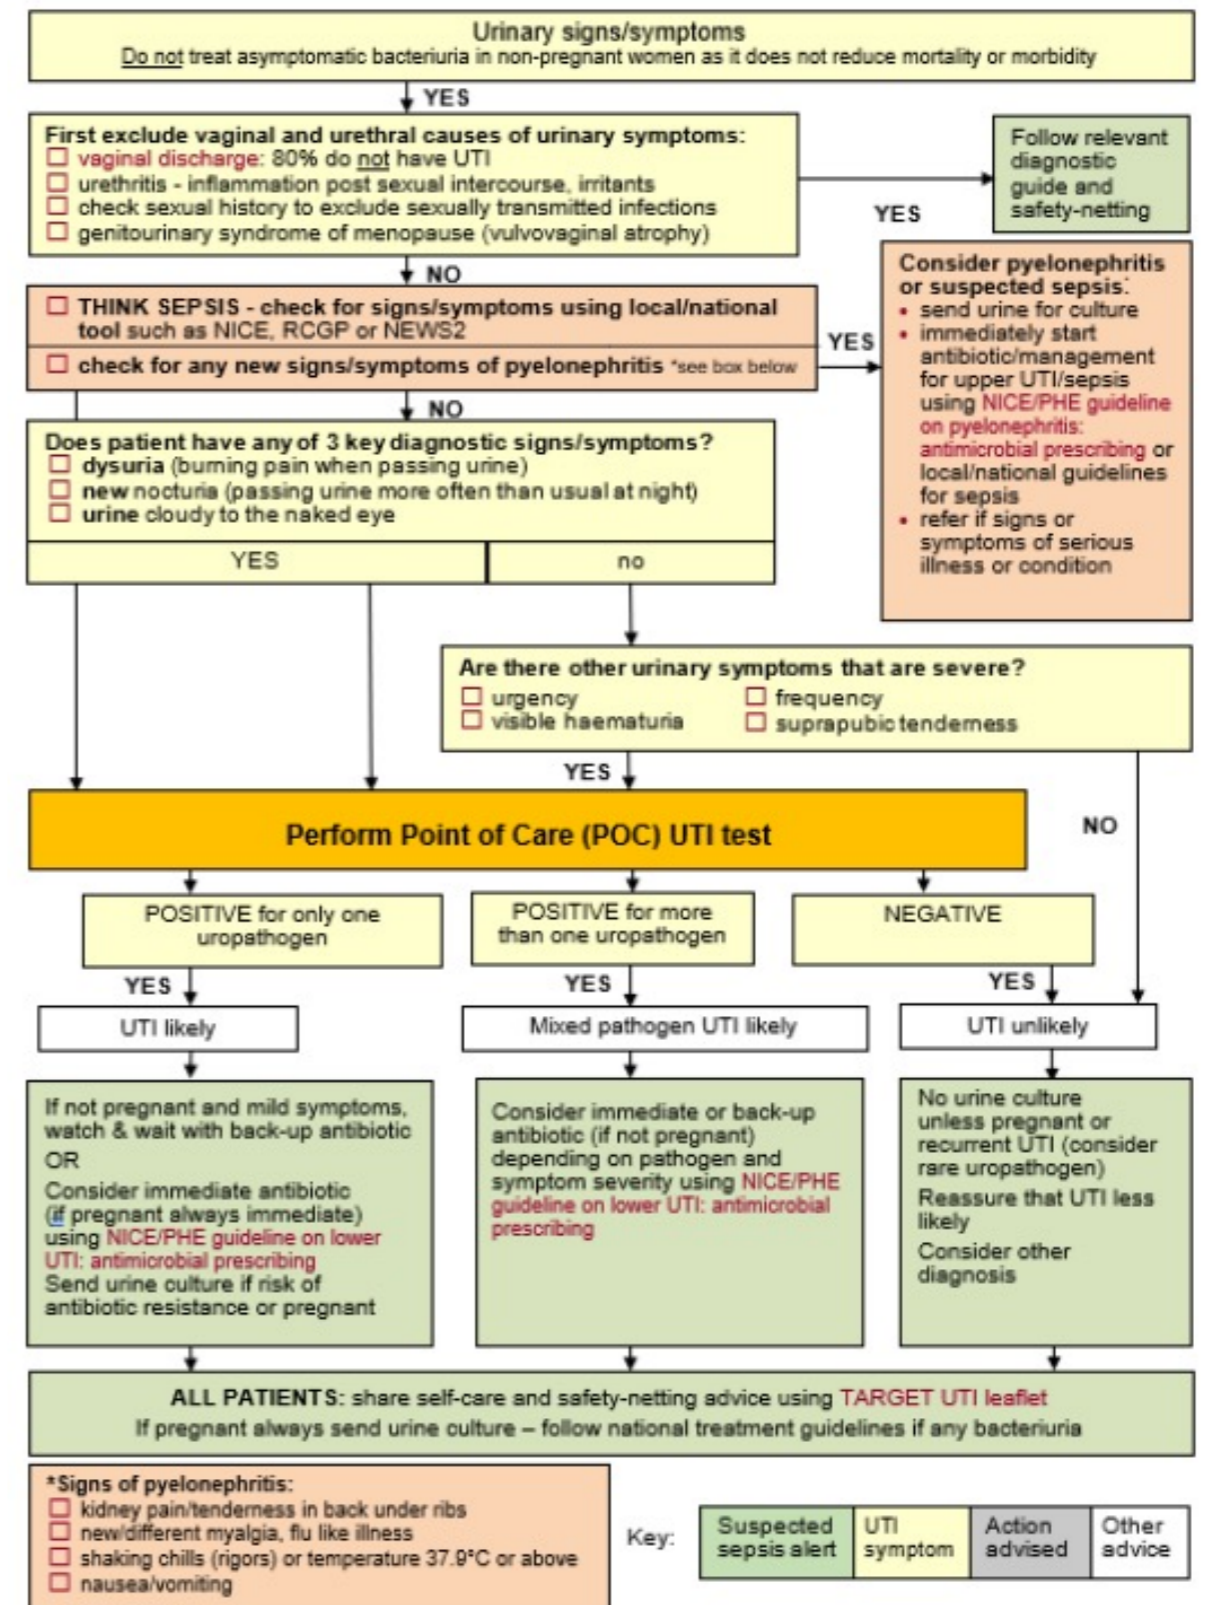 Urinary signs/symptoms
Do not treat asymptomatic bacteriuria in non-pregnant women as it does not reduce mortality or morbidity
YES
First exclude vaginal and urethral causes of urinary symptoms:
vaginal discharge: 80% do not have UTI
urethritis - inflammation post sexual intercourse, irritants
check sexual history to exclude sexually transmitted infections
genitourinary syndrome of menopause (vulvovaginal atrophy)
YES
Follow relevant
diagnostic
guide and
safety-netting
NO
THINK SEPSIS - check for signs/symptoms using local/national
tool such as NICE, RCGP or NEWS2
check for any new signs/symptoms of pyelonephritis *see box below
YES
Consider pyelonephritis
or suspected sepsis:
• send urine for culture
• immediately start
antibiotic/management
for upper UTI/sepsis
using NICE/PHE guideline
on pyelonephritis:
antimicrobial prescribing or
local/national guidelines
for sepsis
• refer if signs or
symptoms of serious
illness or condition
NO
Does patient have any of 3 key diagnostic signs/symptoms?
dysuria (burning pain when passing urine)
new nocturia (passing urine more often than usual at night)
urine cloudy to the naked eye
YES
no
Are there other urinary symptoms that are severe?
urgency
frequency
visible haematuria
suprapubic tenderness
YES
NO
Perform Point of Care (POC) UTI test
POSITIVE for only one
uropathogen
POSITIVE for more
than one uropathogen
NEGATIVE
YES
YES
YES
UTI likely
Mixed pathogen UTI likely
UTI unlikely
If not pregnant and mild symptoms,
watch & wait with back-up antibiotic
OR
Consider immediate antibiotic
(if pregnant always immediate)
using NICE/PHE guideline on lower
UTI: antimicrobial prescribing
Send urine culture if risk of
antibiotic resistance or pregnant
Consider immediate or back-up
antibiotic (if not pregnant)
depending on pathogen and
symptom severity using NICE/PHE
guideline on lower UTI: antimicrobial
prescribing
No urine culture
unless pregnant or
recurrent UTI (consider
rare uropathogen)
Reassure that UTI less
likely
Consider other
diagnosis
ALL PATIENTS: share self-care and safety-netting advice using TARGET UTI leaflet
If pregnant always send urine culture – follow national treatment guidelines if any bacteriuria
*Signs of pyelonephritis:
kidney pain/tenderness in back under ribs
new/different myalgia, flu like illness
shaking chills (rigors) or temperature 37.9°C or above
nausea/vomiting
Key:
Suspected
sepsis alert
UTI
symptom
Action
advised
Other
advice